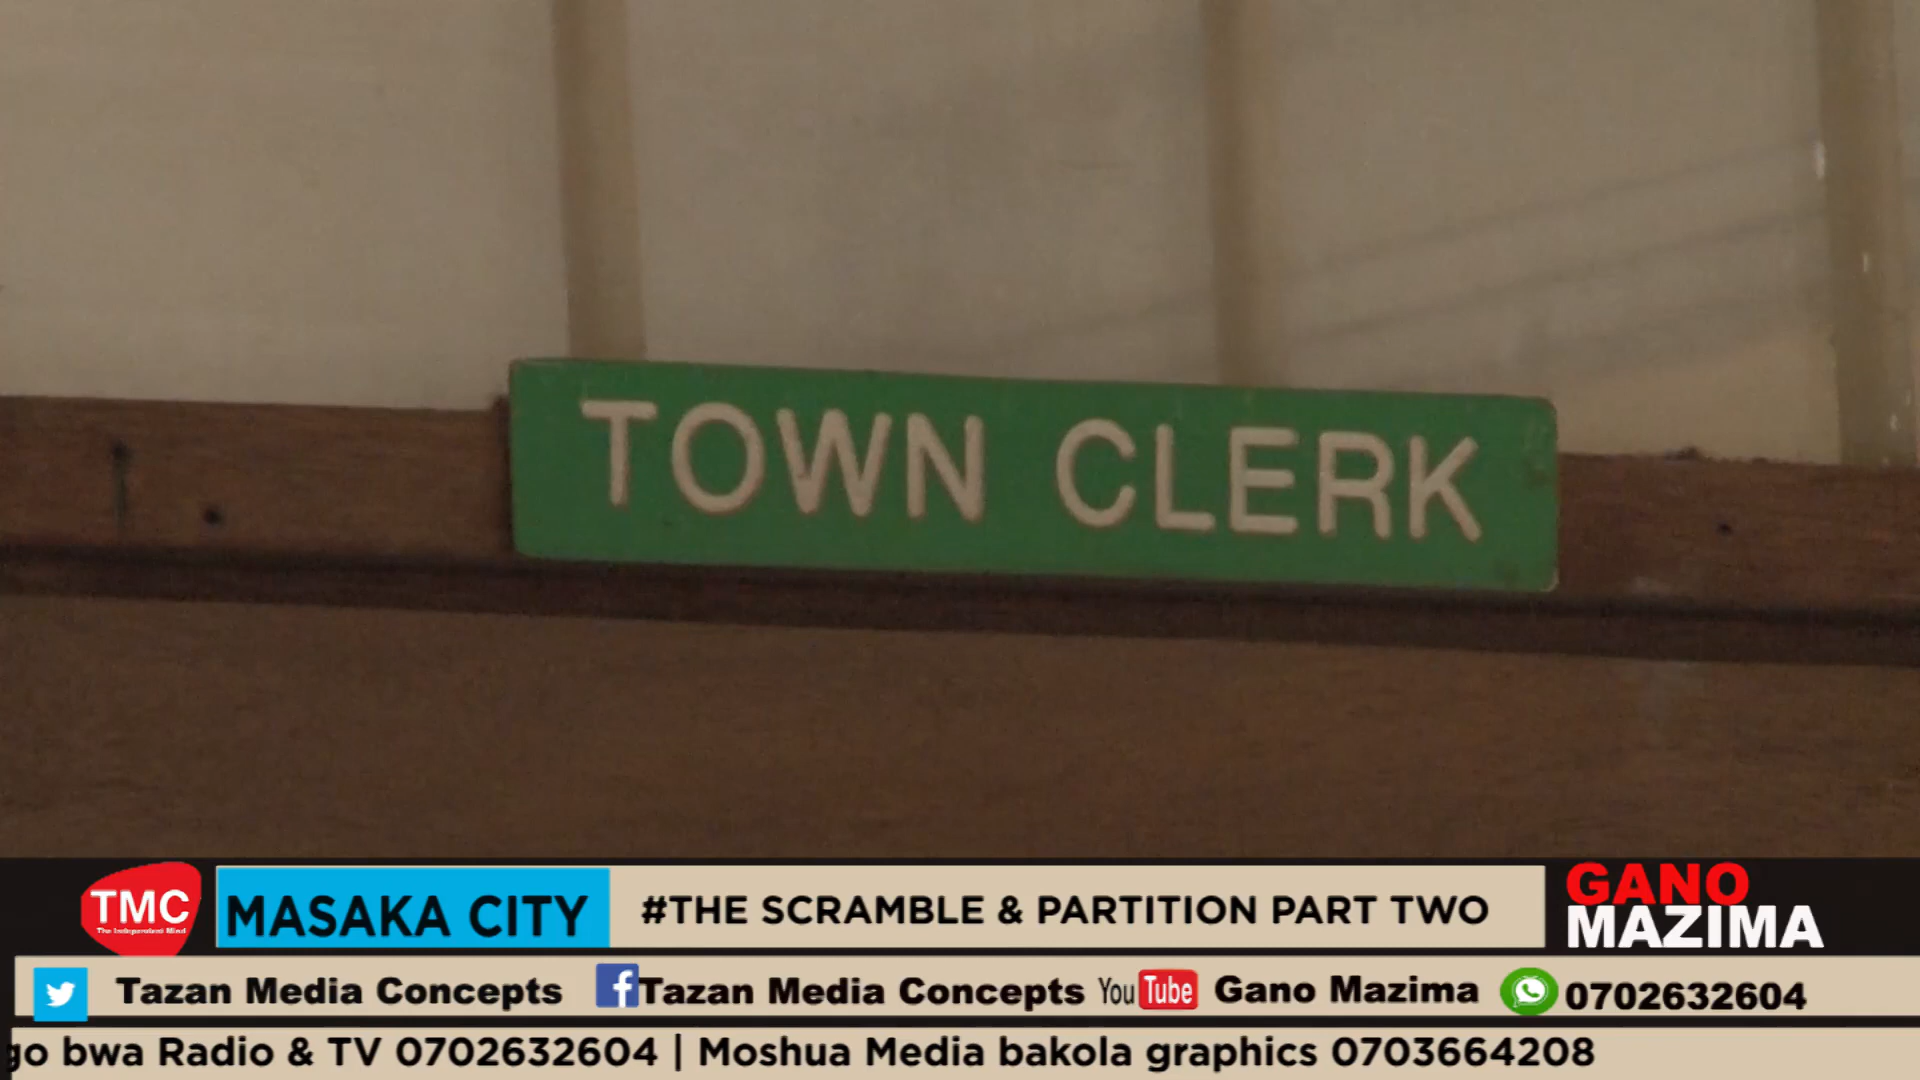 TOWN CLERK
TMC
The Independent Mind
MASAKA CITY
#THE SCRAMBLE & PARTITION PART TWO
GANO
MAZIMA
Tazan Media Concepts
Tazan Media Concepts
YouTube Gano Mazima
0702632604
go bwa Radio & TV 0702632604 | Moshua Media bakola graphics 0703664208